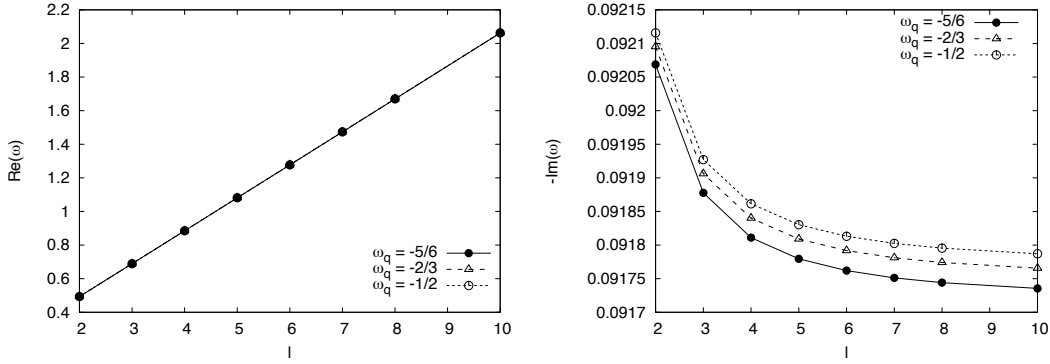 2.2
2
1.8
1.6
1.4
1.2
1
0.8
0.6
0.4
Re(ω)
2 3 4 5 6 7 8 9 10
l
ω_q = -5/6
ω_q = -2/3
ω_q = -1/2
0.09215
0.0921
0.09205
0.092
0.09195
0.0919
0.09185
0.0918
0.09175
0.0917
-Im(ω)
2 3 4 5 6 7 8 9 10
l
ω_q = -5/6
ω_q = -2/3
ω_q = -1/2